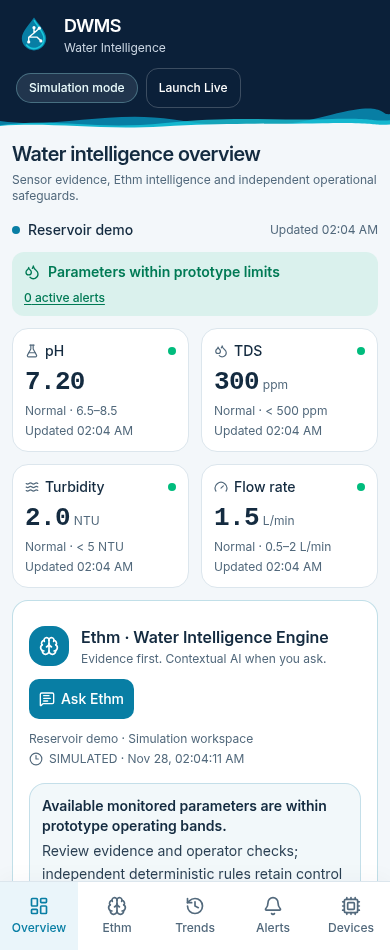 DWMS
Water Intelligence
Simulation mode
Launch Live
Water intelligence overview
Sensor evidence, Ethm intelligence and independent operational
safeguards.
Reservoir demo
Updated 02:04 AM
Parameters within prototype limits
0 active alerts
pH
7.20
Normal · 6.5–8.5
Updated 02:04 AM
TDS
300 ppm
Normal · < 500 ppm
Updated 02:04 AM
Turbidity
2.0 NTU
Normal · < 5 NTU
Updated 02:04 AM
Flow rate
1.5 L/min
Normal · 0.5–2 L/min
Updated 02:04 AM
Ethm · Water Intelligence Engine
Evidence first. Contextual AI when you ask.
Ask Ethm
Reservoir demo · Simulation workspace
SIMULATED · Nov 28, 02:04:11 AM
Available monitored parameters are within
prototype operating bands.
Review evidence and operator checks;
independent deterministic rules retain control
Overview
Ethm
Trends
Alerts
Devices